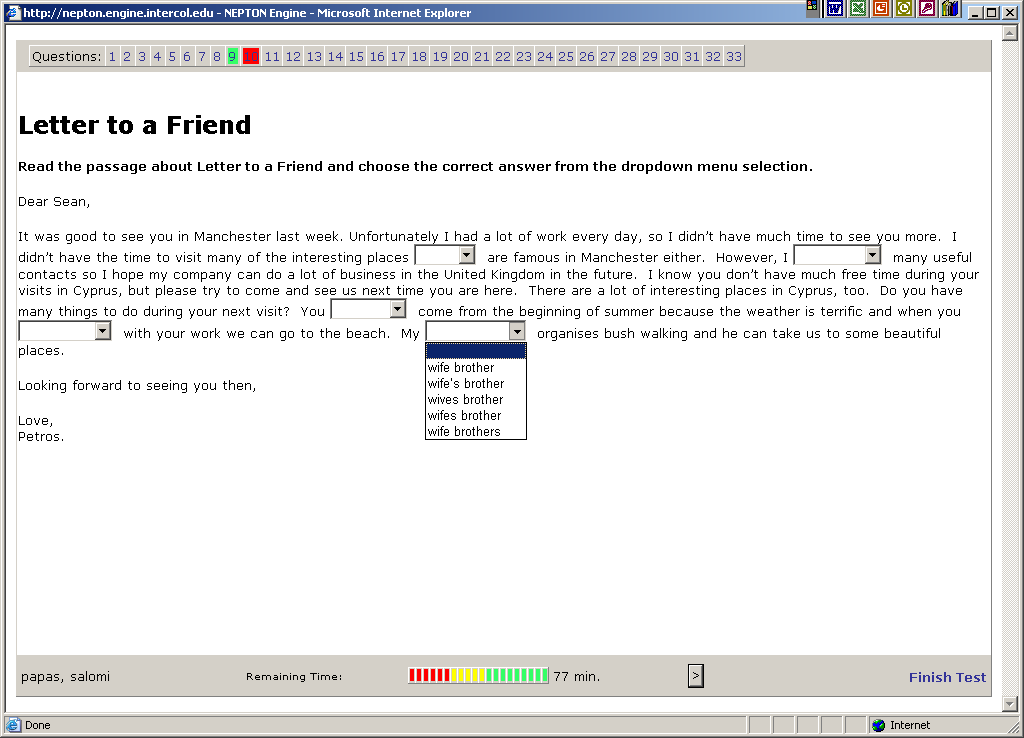 http://nepton.engine.intercol.edu - NEPTON Engine - Microsoft Internet Explorer
Questions: 1 2 3 4 5 6 7 8 9 10 11 12 13 14 15 16 17 18 19 20 21 22 23 24 25 26 27 28 29 30 31 32 33
Letter to a Friend
Read the passage about Letter to a Friend and choose the correct answer from the dropdown menu selection.
Dear Sean,
It was good to see you in Manchester last week. Unfortunately I had a lot of work every day, so I didn't have much time to see you more. I
didn't have the time to visit many of the interesting places are famous in Manchester either. However, I many useful
contacts so I hope my company can do a lot of business in the United Kingdom in the future. I know you don't have much free time during your
visits in Cyprus, but please try to come and see us next time you are here. There are a lot of interesting places in Cyprus, too. Do you have
many things to do during your next visit? You come from the beginning of summer because the weather is terrific and when you
with your work we can go to the beach. My organises bush walking and he can take us to some beautiful
places.
wife brother
wife's brother
wives brother
wifes brother
wife brothers
Looking forward to seeing you then,
Love,
Petros.
papas, salomi Remaining Time: 77 min. > Finish Test
Done Internet